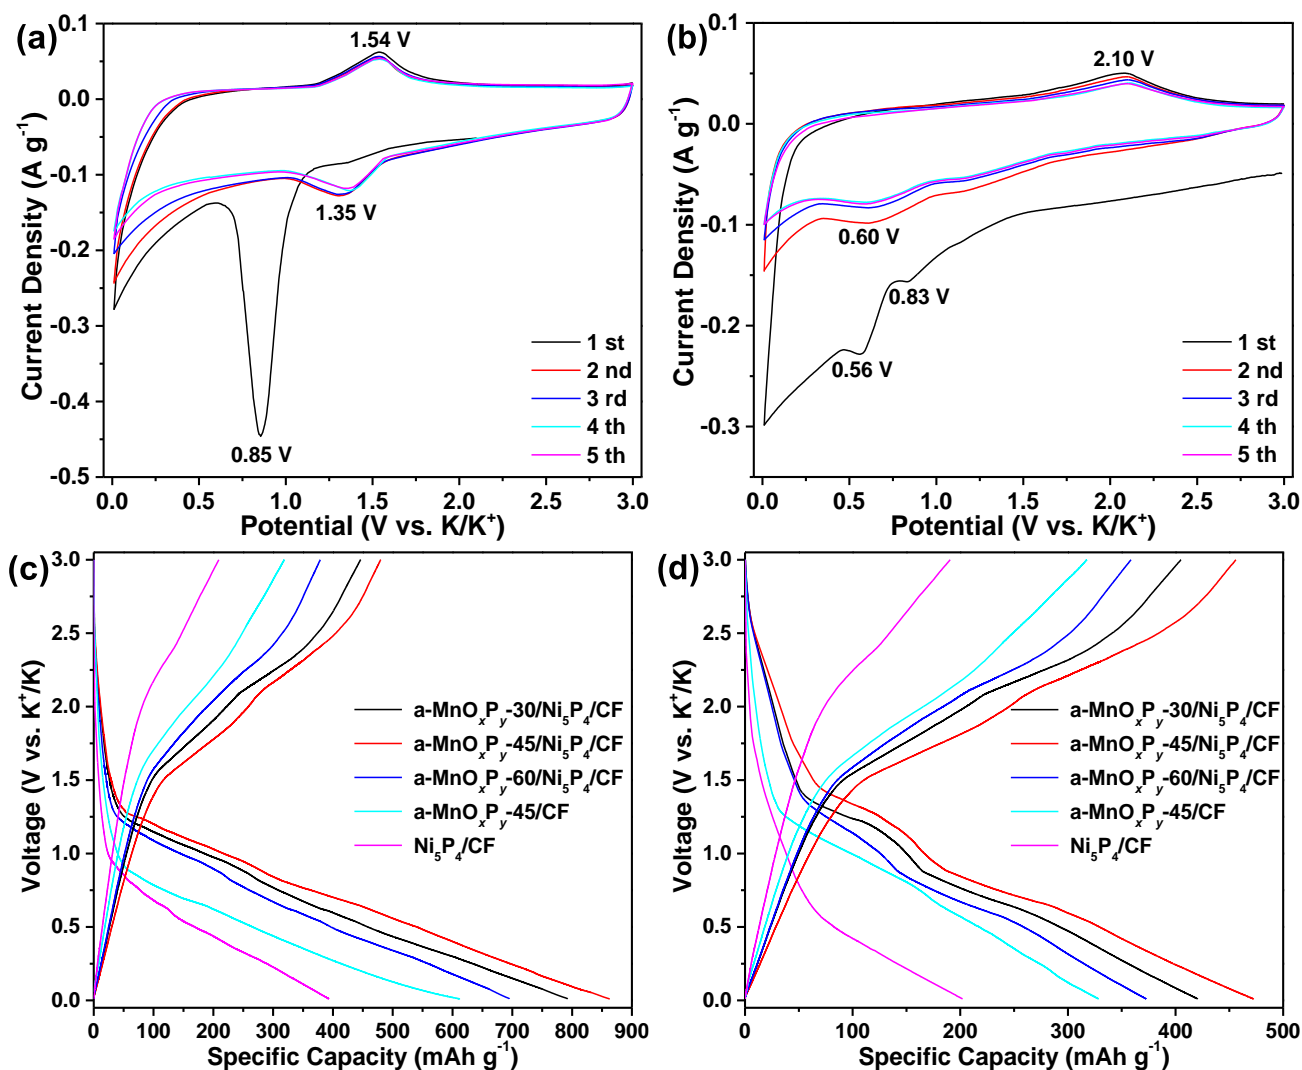 (a)
1.54 V
1.35 V
0.85 V
1 st
2 nd
3 rd
4 th
5 th
0.1
0.0
-0.1
-0.2
-0.3
-0.4
-0.5
Current Density (A g⁻¹)
0.0 0.5 1.0 1.5 2.0 2.5 3.0
Potential (V vs. K/K⁺)
(b)
2.10 V
0.60 V
0.83 V
0.56 V
1 st
2 nd
3 rd
4 th
5 th
0.1
0.0
-0.1
-0.2
-0.3
Current Density (A g⁻¹)
0.0 0.5 1.0 1.5 2.0 2.5 3.0
Potential (V vs. K/K⁺)
(c)
a-MnOₓPᵧ-30/Ni₅P₄/CF
a-MnOₓPᵧ-45/Ni₅P₄/CF
a-MnOₓPᵧ-60/Ni₅P₄/CF
a-MnOₓPᵧ-45/CF
Ni₅P₄/CF
3.0
2.5
2.0
1.5
1.0
0.5
0.0
Voltage (V vs. K⁺/K)
0 100 200 300 400 500 600 700 800 900
Specific Capacity (mAh g⁻¹)
(d)
a-MnOₓPᵧ-30/Ni₅P₄/CF
a-MnOₓPᵧ-45/Ni₅P₄/CF
a-MnOₓPᵧ-60/Ni₅P₄/CF
a-MnOₓPᵧ-45/CF
Ni₅P₄/CF
3.0
2.5
2.0
1.5
1.0
0.5
0.0
Voltage (V vs. K⁺/K)
0 100 200 300 400 500
Specific Capacity (mAh g⁻¹)